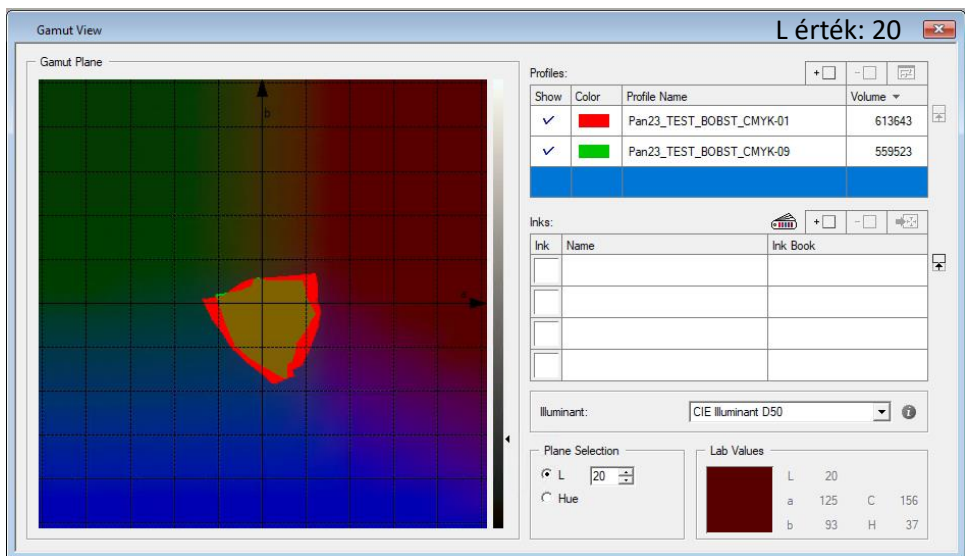 Gamut View
L érték: 20
Gamut Plane
b
a
Profiles:
Show Color Profile Name Volume
Pan23_TEST_BOBST_CMYK-01 613643
Pan23_TEST_BOBST_CMYK-09 559523
Inks:
Ink Name Ink Book
Illuminant: CIE Illuminant D50
Plane Selection
L 20
Hue
Lab Values
L 20
a 125 C 156
b 93 H 37